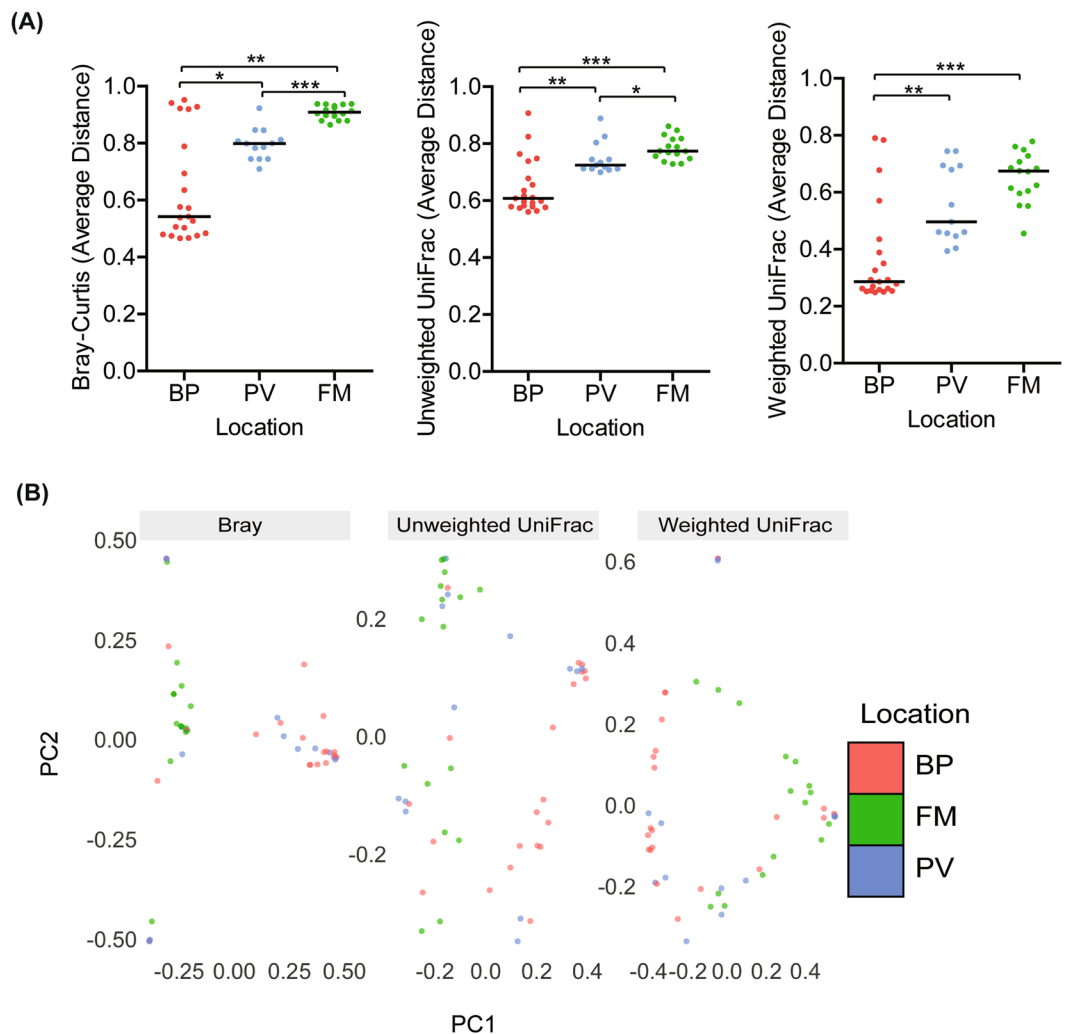 (A)
Bray-Curtis (Average Distance)
1.0
0.8
0.6
0.4
0.2
0.0
**
*
***
BP PV FM
Location
Unweighted UniFrac (Average Distance)
1.0
0.8
0.6
0.4
0.2
0.0
***
**
*
BP PV FM
Location
Weighted UniFrac (Average Distance)
1.0
0.8
0.6
0.4
0.2
0.0
***
**
BP PV FM
Location
(B)
Bray
Unweighted UniFrac
Weighted UniFrac
PC2
0.50
0.25
0.00
-0.25
-0.50
-0.25 0.00 0.25 0.50
0.2
0.0
-0.2
-0.2 0.0 0.2 0.4
0.6
0.4
0.2
0.0
-0.2
-0.4 -0.2 0.0 0.2 0.4
PC1
Location
BP
FM
PV